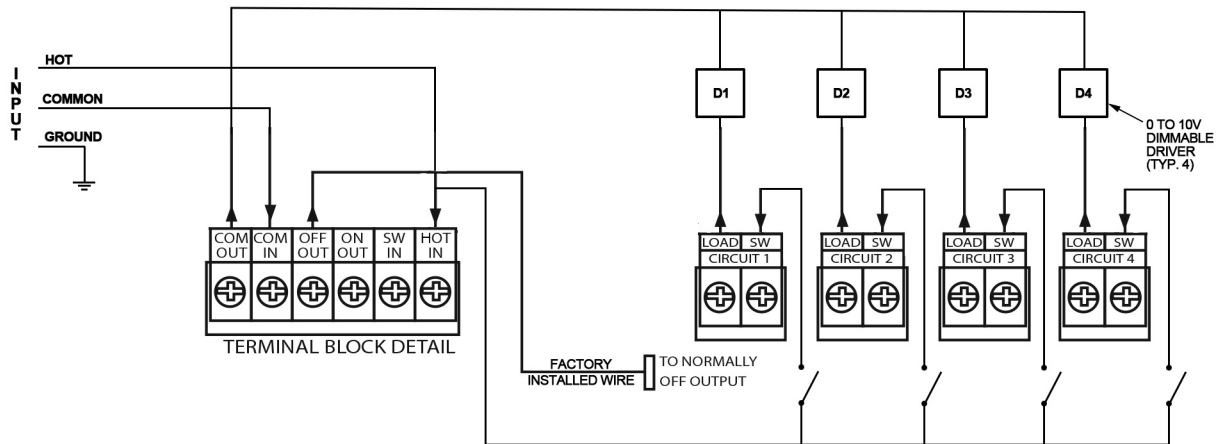 INPUT
HOT
COMMON
GROUND
D1
D2
D3
D4
0 TO 10V
DIMMABLE
DRIVER
(TYP. 4)
COM OUT
COM IN
OFF OUT
ON OUT
SW IN
HOT IN
TERMINAL BLOCK DETAIL
LOAD SW
CIRCUIT 1
LOAD SW
CIRCUIT 2
LOAD SW
CIRCUIT 3
LOAD SW
CIRCUIT 4
FACTORY
INSTALLED WIRE
TO NORMALLY
OFF OUTPUT